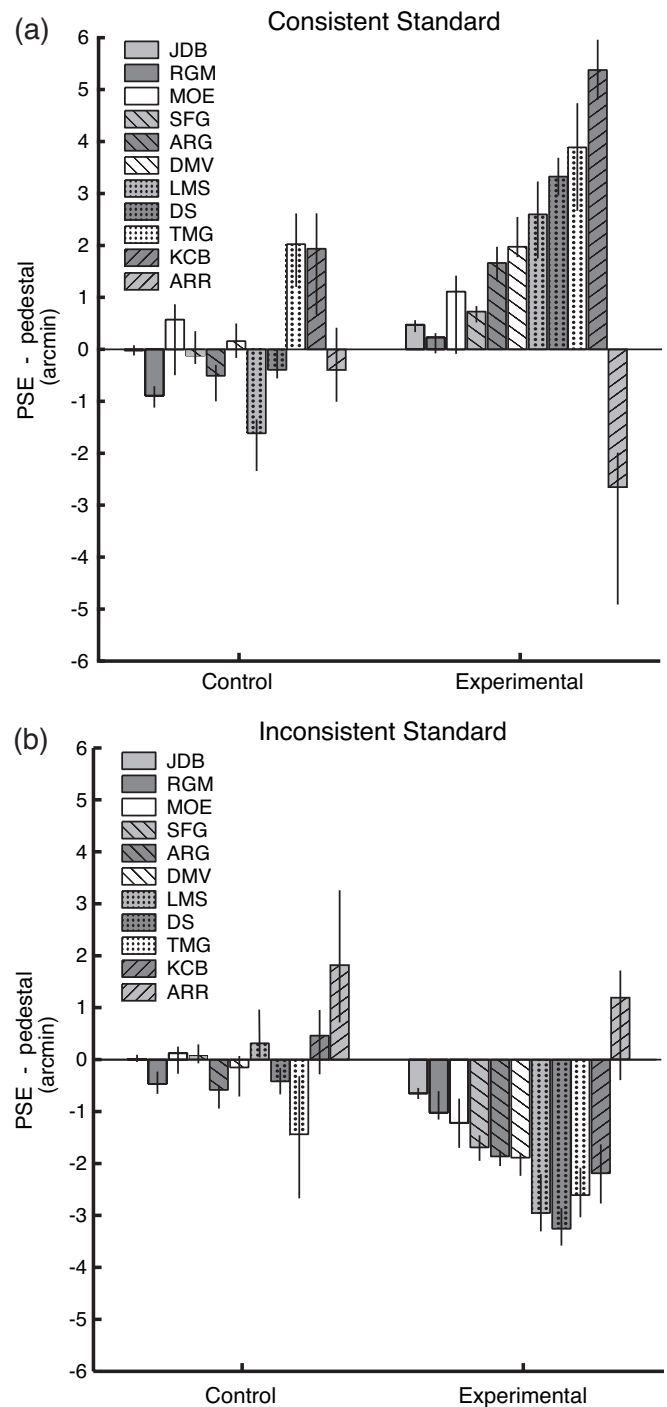 (a)
Consistent Standard
6
5
4
3
2
1
0
-1
-2
-3
-4
-5
-6
PSE - pedestal
(arcmin)
JDB
RGM
MOE
SFG
ARG
DMV
LMS
DS
TMG
KCB
ARR
Control
Experimental
(b)
Inconsistent Standard
6
5
4
3
2
1
0
-1
-2
-3
-4
-5
-6
PSE - pedestal
(arcmin)
JDB
RGM
MOE
SFG
ARG
DMV
LMS
DS
TMG
KCB
ARR
Control
Experimental